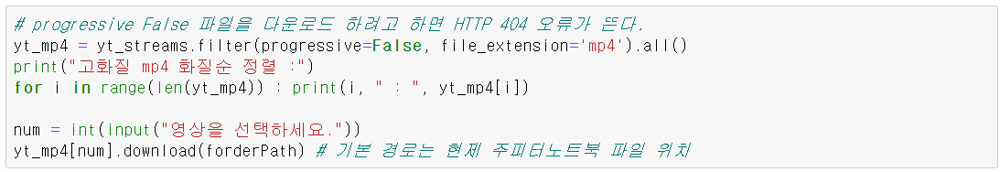 # progressive False 파일을 다운로드 하려고 하면 HTTP 404 오류가 뜬다.
yt_mp4 = yt_streams.filter(progressive=False, file_extension='mp4').all()
print("고화질 mp4 화질순 정렬 :")
for i in range(len(yt_mp4)) : print(i, " : ", yt_mp4[i])
num = int(input("영상을 선택하세요."))
yt_mp4[num].download(forderPath) # 기본 경로는 현제 주피터노트북 파일 위치